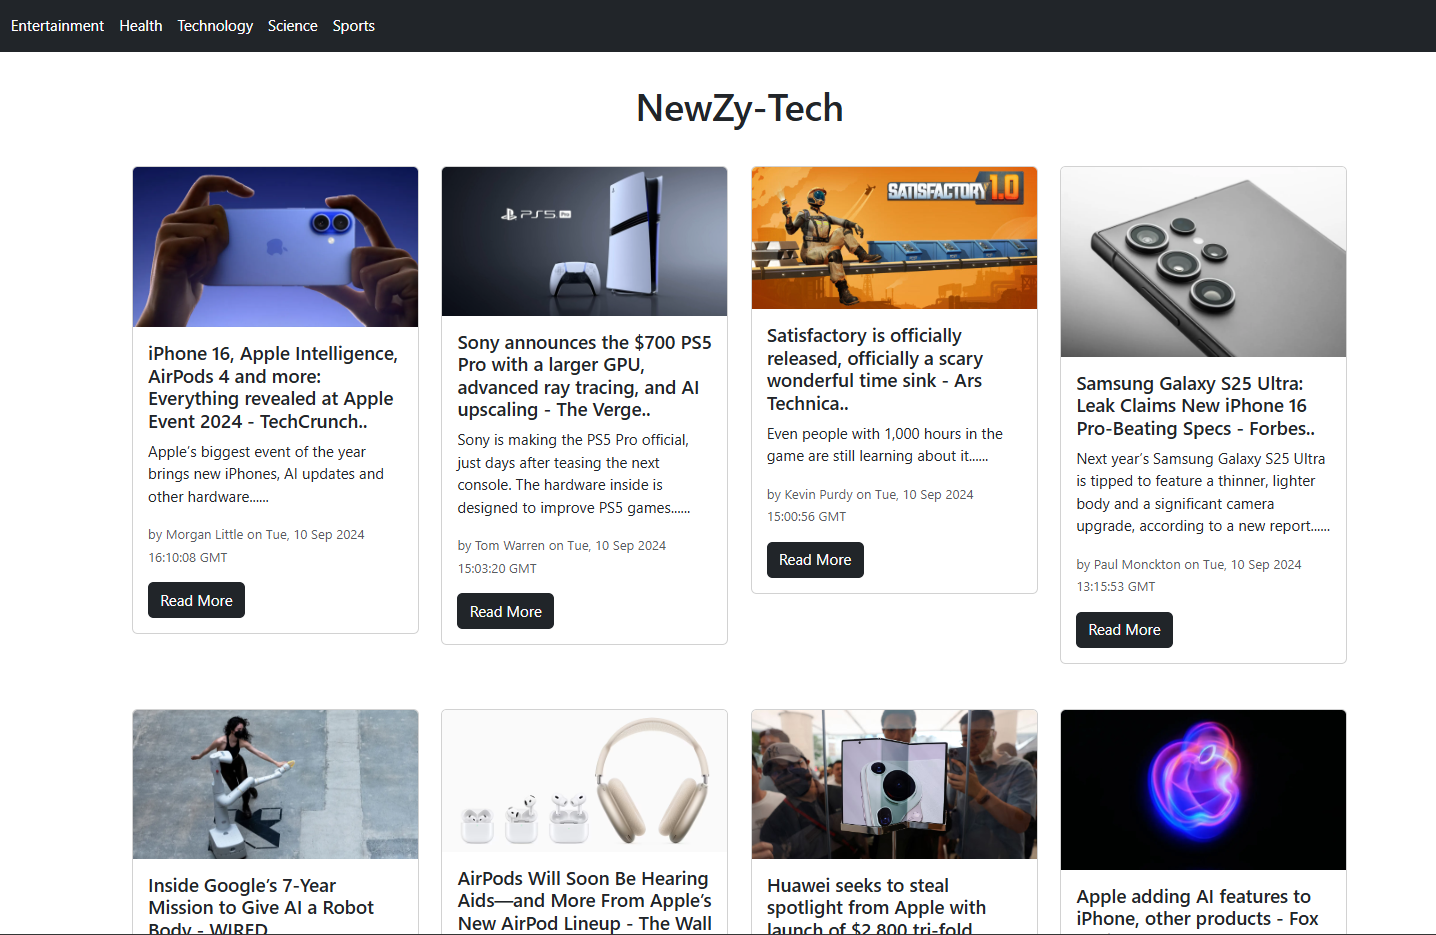 Entertainment Health Technology Science Sports
NewZy-Tech
iPhone 16, Apple Intelligence,
AirPods 4 and more:
Everything revealed at Apple
Event 2024 - TechCrunch..
Apple’s biggest event of the year
brings new iPhones, AI updates and
other hardware......
by Morgan Little on Tue, 10 Sep 2024
16:10:08 GMT
Read More
PS5 Pro
Sony announces the $700 PS5
Pro with a larger GPU,
advanced ray tracing, and AI
upscaling - The Verge..
Sony is making the PS5 Pro official,
just days after teasing the next
console. The hardware inside is
designed to improve PS5 games......
by Tom Warren on Tue, 10 Sep 2024
15:03:20 GMT
Read More
SATISFACTORY 1.0
Satisfactory is officially
released, officially a scary
wonderful time sink - Ars
Technica..
Even people with 1,000 hours in the
game are still learning about it......
by Kevin Purdy on Tue, 10 Sep 2024
15:00:56 GMT
Read More
Samsung Galaxy S25 Ultra:
Leak Claims New iPhone 16
Pro-Beating Specs - Forbes..
Next year’s Samsung Galaxy S25 Ultra
is tipped to feature a thinner, lighter
body and a significant camera
upgrade, according to a new report......
by Paul Monckton on Tue, 10 Sep 2024
13:15:53 GMT
Read More
Inside Google’s 7-Year
Mission to Give AI a Robot
Body - WIRED
AirPods Will Soon Be Hearing
Aids—and More From Apple’s
New AirPod Lineup - The Wall
Huawei seeks to steal
spotlight from Apple with
launch of $2,800 tri-fold
Apple adding AI features to
iPhone, other products - Fox